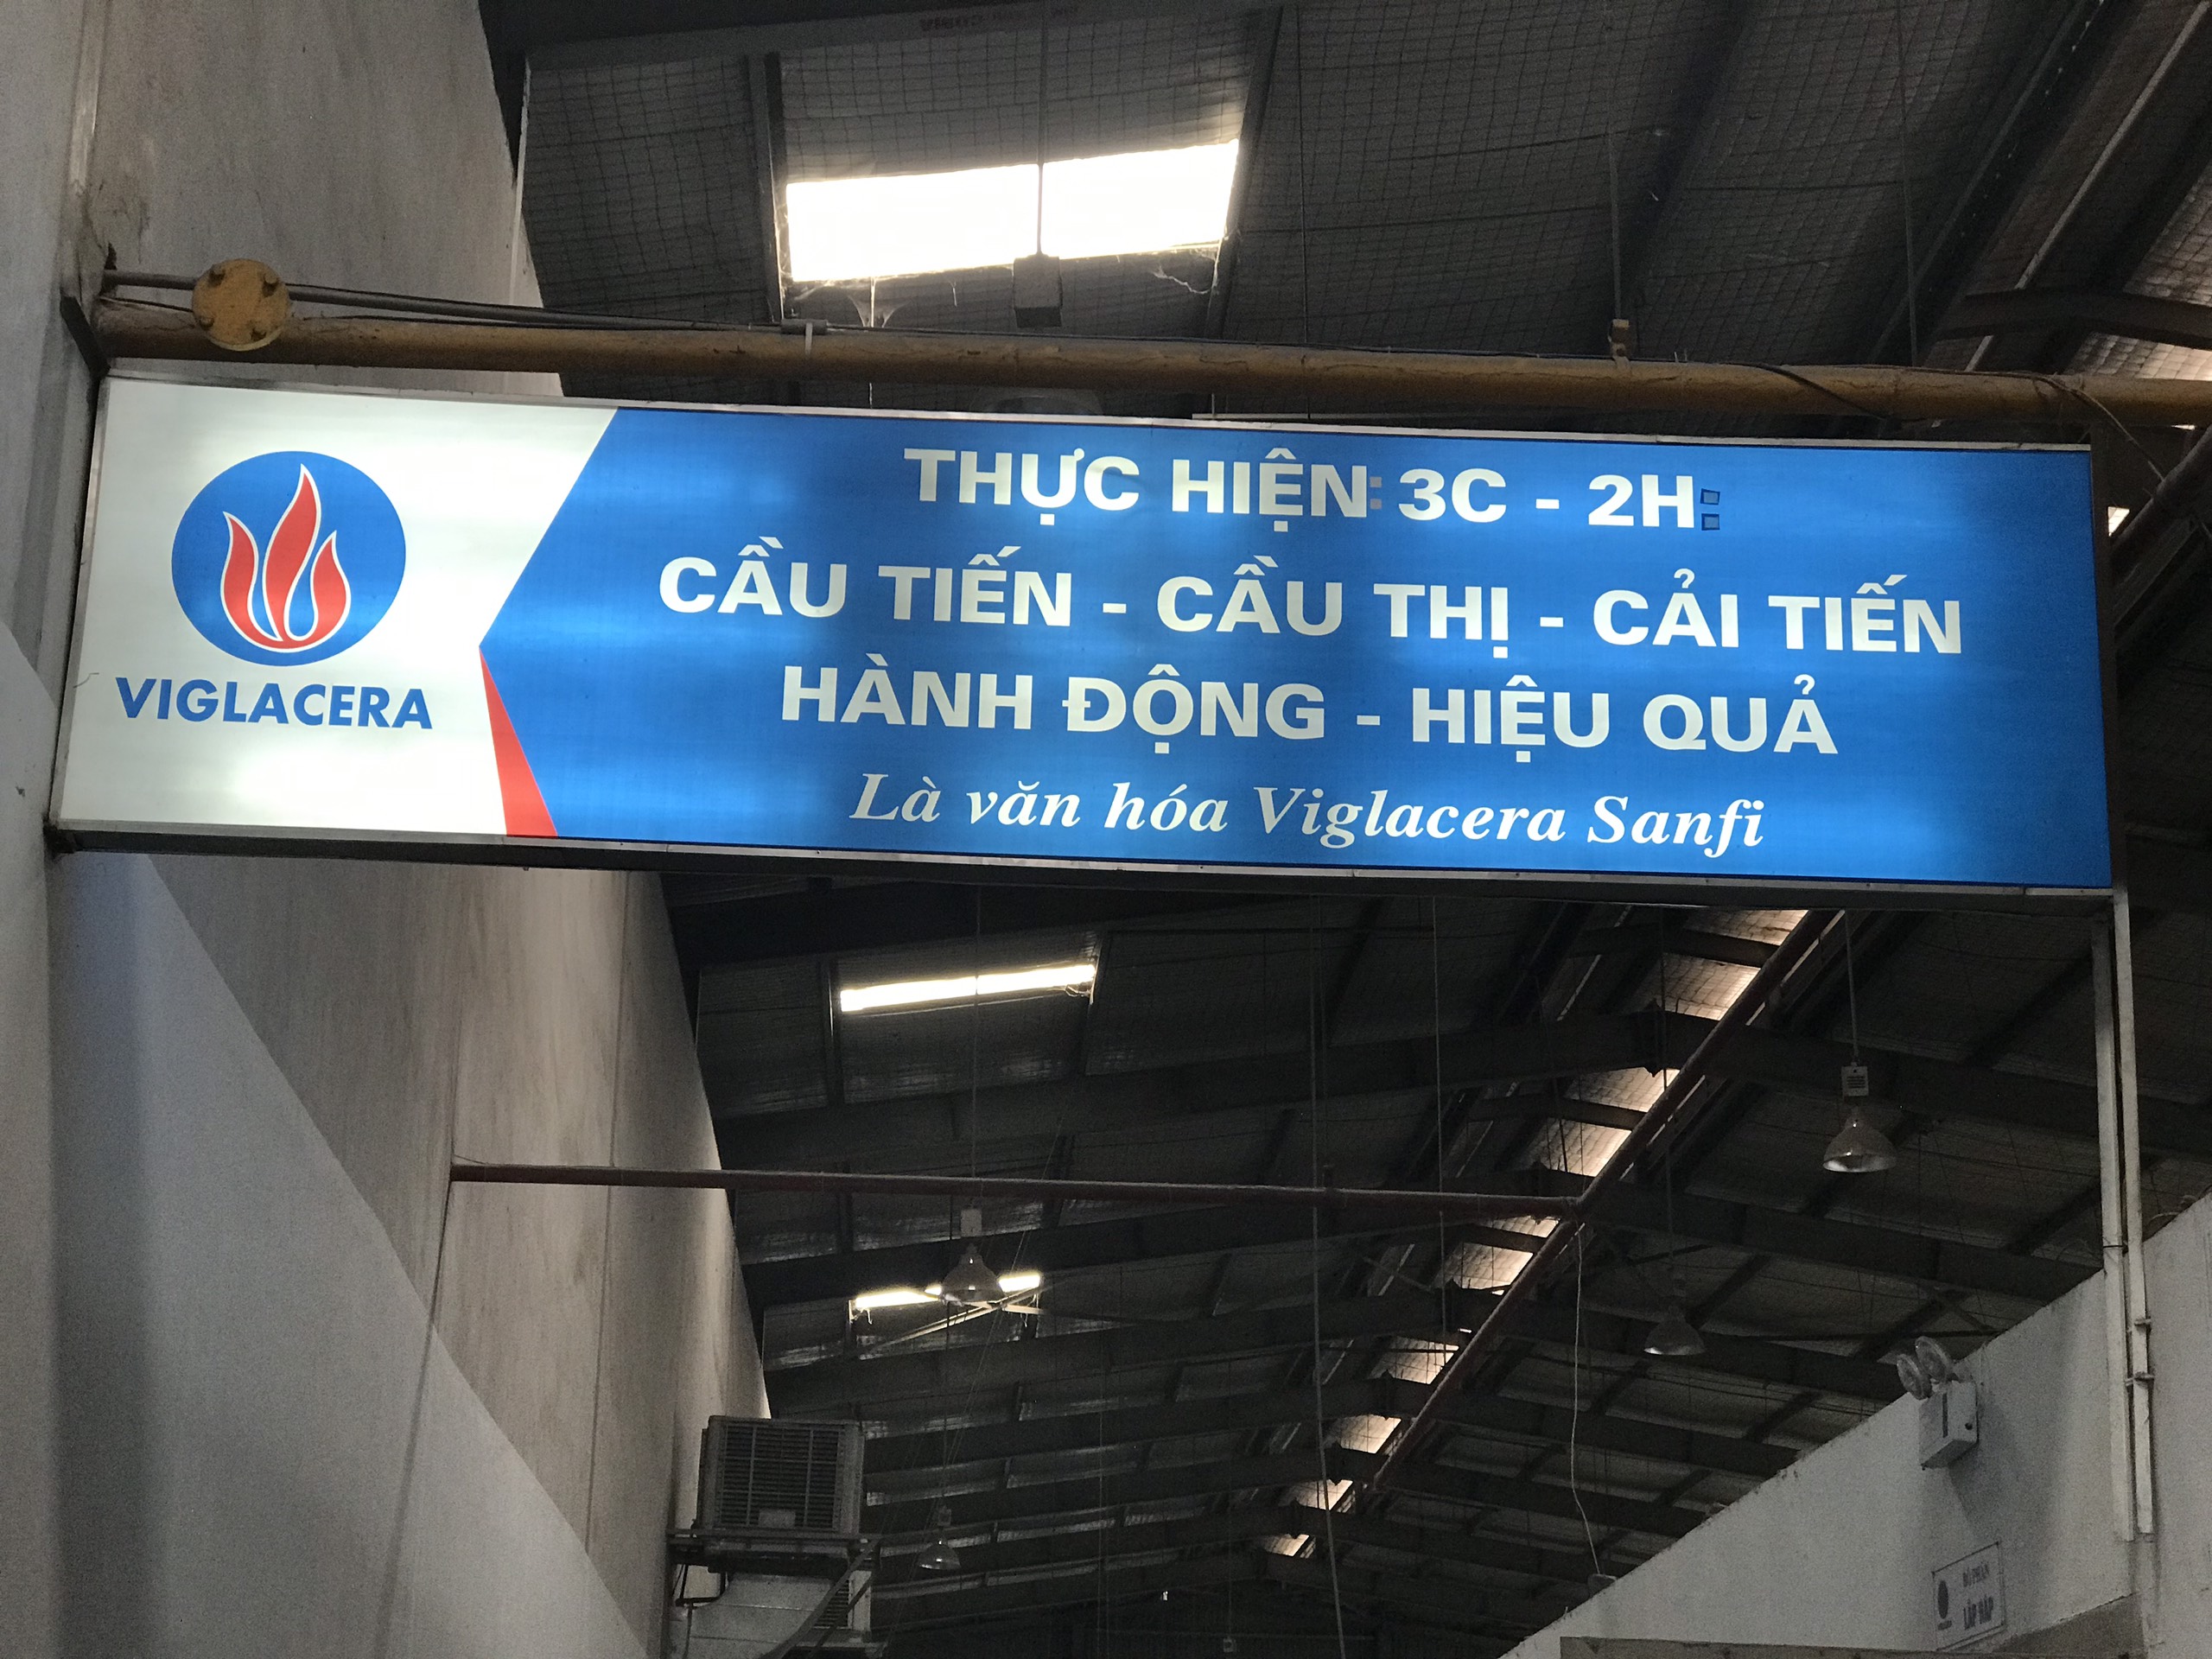 VIGLACERA
THỰC HIỆN: 3C - 2H:
CẦU TIẾN - CẦU THỊ - CẢI TIẾN
HÀNH ĐỘNG - HIỆU QUẢ
Là văn hóa Viglacera Sanfi